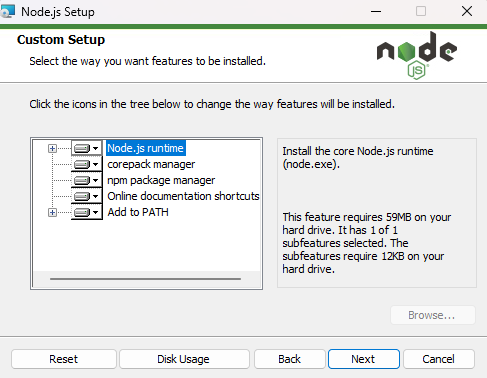 Node.js Setup
Custom Setup
Select the way you want features to be installed.
node
JS
Click the icons in the tree below to change the way features will be installed.
Node.js runtime
corepack manager
npm package manager
Online documentation shortcuts
Add to PATH
Install the core Node.js runtime
(node.exe).
This feature requires 59MB on your
hard drive. It has 1 of 1
subfeatures selected. The
subfeatures require 12KB on your
hard drive.
Browse...
Reset
Disk Usage
Back
Next
Cancel